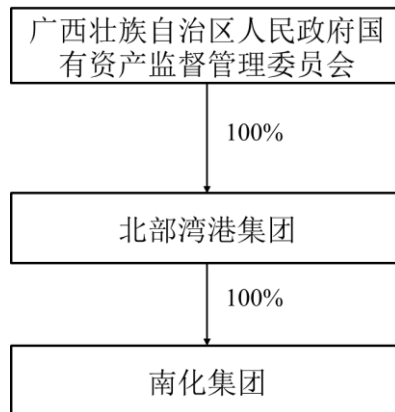 广西壮族自治区人民政府国
有资产监督管理委员会
100%
北部湾港集团
100%
南化集团